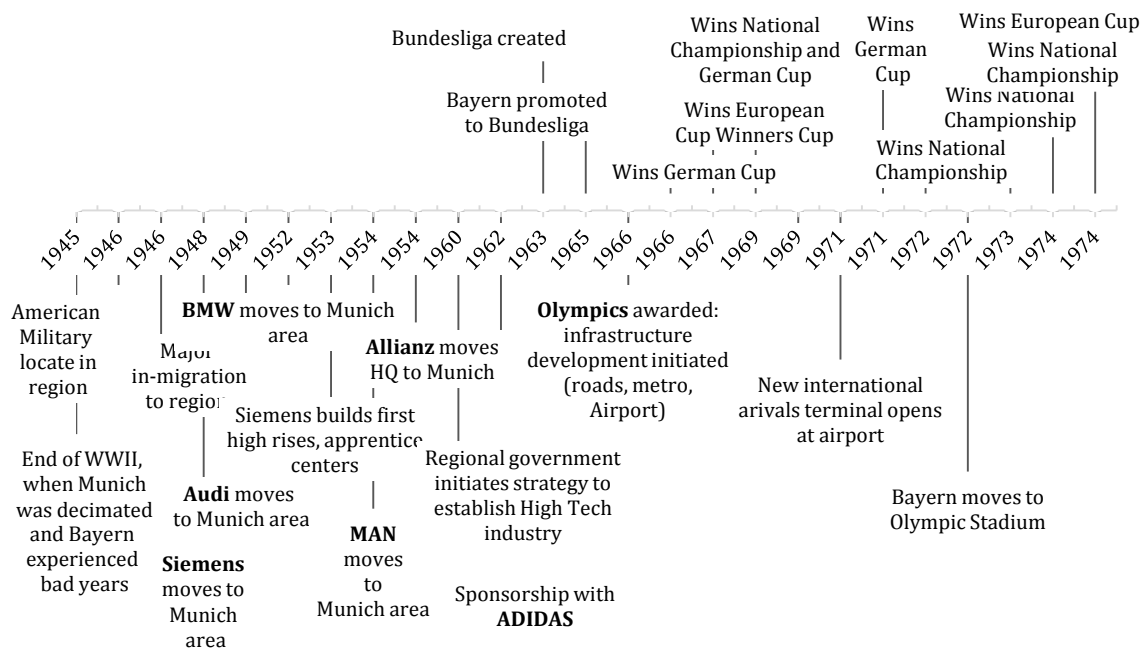 Bundesliga created
Bayern promoted
to Bundesliga
Wins National
Championship and
German Cup
Wins European
Cup Winners Cup
Wins German Cup
Wins
German
Cup
Wins National
Championship
Wins European Cup
Wins National
Championship
Wins National
Championship
1945
1946
1946
1948
1949
1952
1953
1954
1954
1960
1962
1963
1965
1966
1966
1967
1969
1969
1971
1971
1972
1972
1973
1974
1974
American
Military
locate in
region
End of WWII,
when Munich
was decimated
and Bayern
experienced
bad years
Major
in-migration
to region
Audi moves
to Munich area
Siemens
moves to
Munich
area
BMW moves to Munich
area
Siemens builds first
high rises, apprentice
centers
Allianz moves
HQ to Munich
MAN
moves
to
Munich area
Regional government
initiates strategy to
establish High Tech
industry
Sponsorship with
ADIDAS
Olympics awarded:
infrastructure
development initiated
(roads, metro,
Airport)
New international
arivals terminal opens
at airport
Bayern moves to
Olympic Stadium